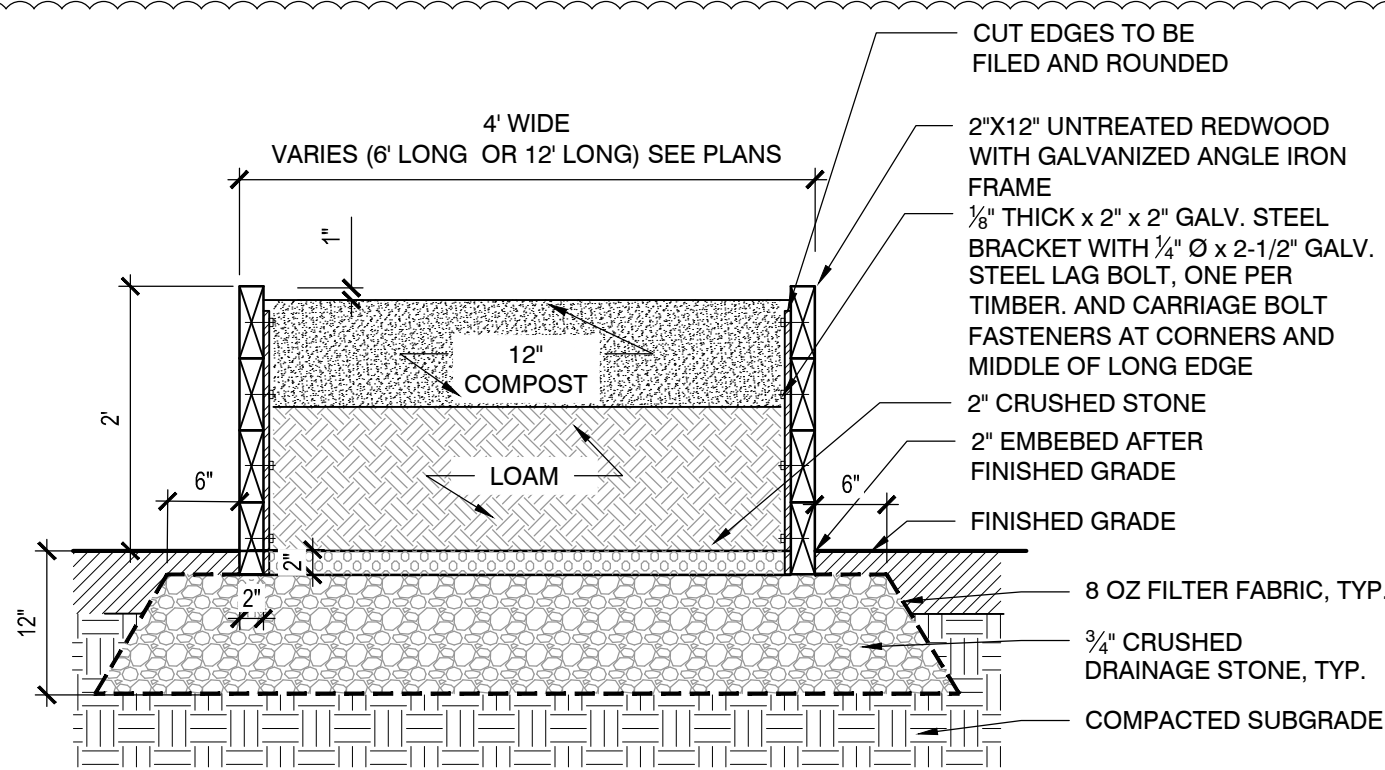 CUT EDGES TO BE
FILED AND ROUNDED
4' WIDE
VARIES (6' LONG OR 12' LONG) SEE PLANS
2"X12" UNTREATED REDWOOD
WITH GALVANIZED ANGLE IRON
FRAME
⅛" THICK x 2" x 2" GALV. STEEL
BRACKET WITH ¼" Ø x 2-1/2" GALV.
STEEL LAG BOLT, ONE PER
TIMBER. AND CARRIAGE BOLT
FASTENERS AT CORNERS AND
MIDDLE OF LONG EDGE
1"
2'
12"
COMPOST
2" CRUSHED STONE
2" EMBEBED AFTER
FINISHED GRADE
LOAM
6"
6"
FINISHED GRADE
2"
2"
12"
8 OZ FILTER FABRIC, TYP.
¾" CRUSHED
DRAINAGE STONE, TYP.
COMPACTED SUBGRADE